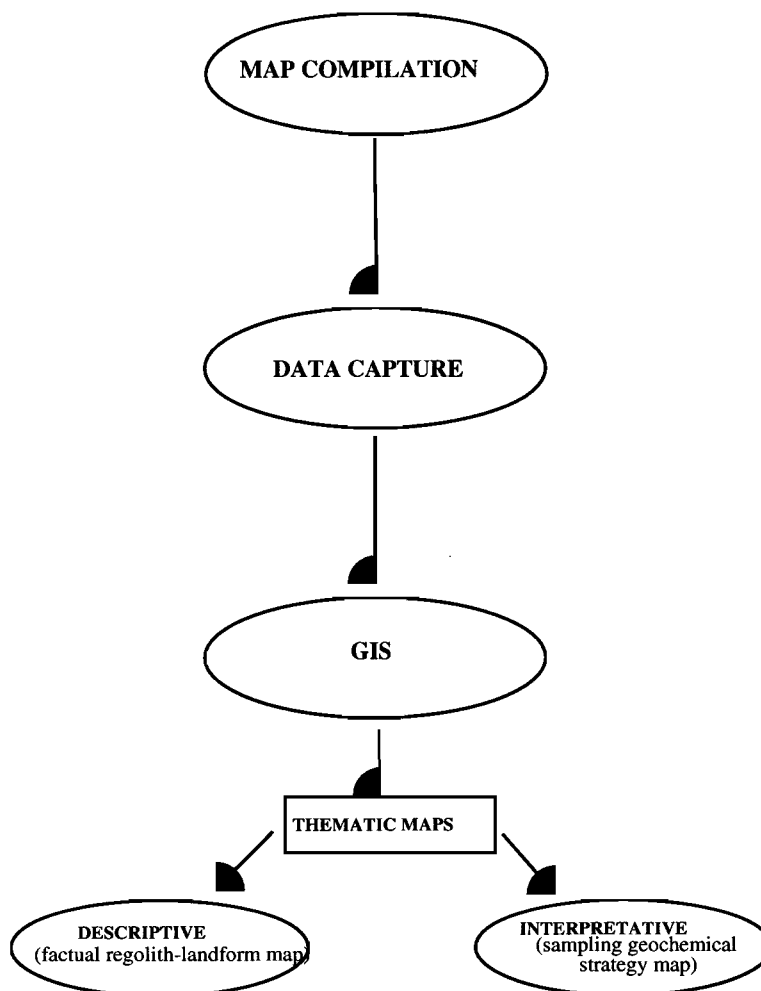 MAP COMPILATION
DATA CAPTURE
GIS
THEMATIC MAPS
DESCRIPTIVE
(factual regolith-landform map)
INTERPRETATIVE
(sampling geochemical
strategy map)